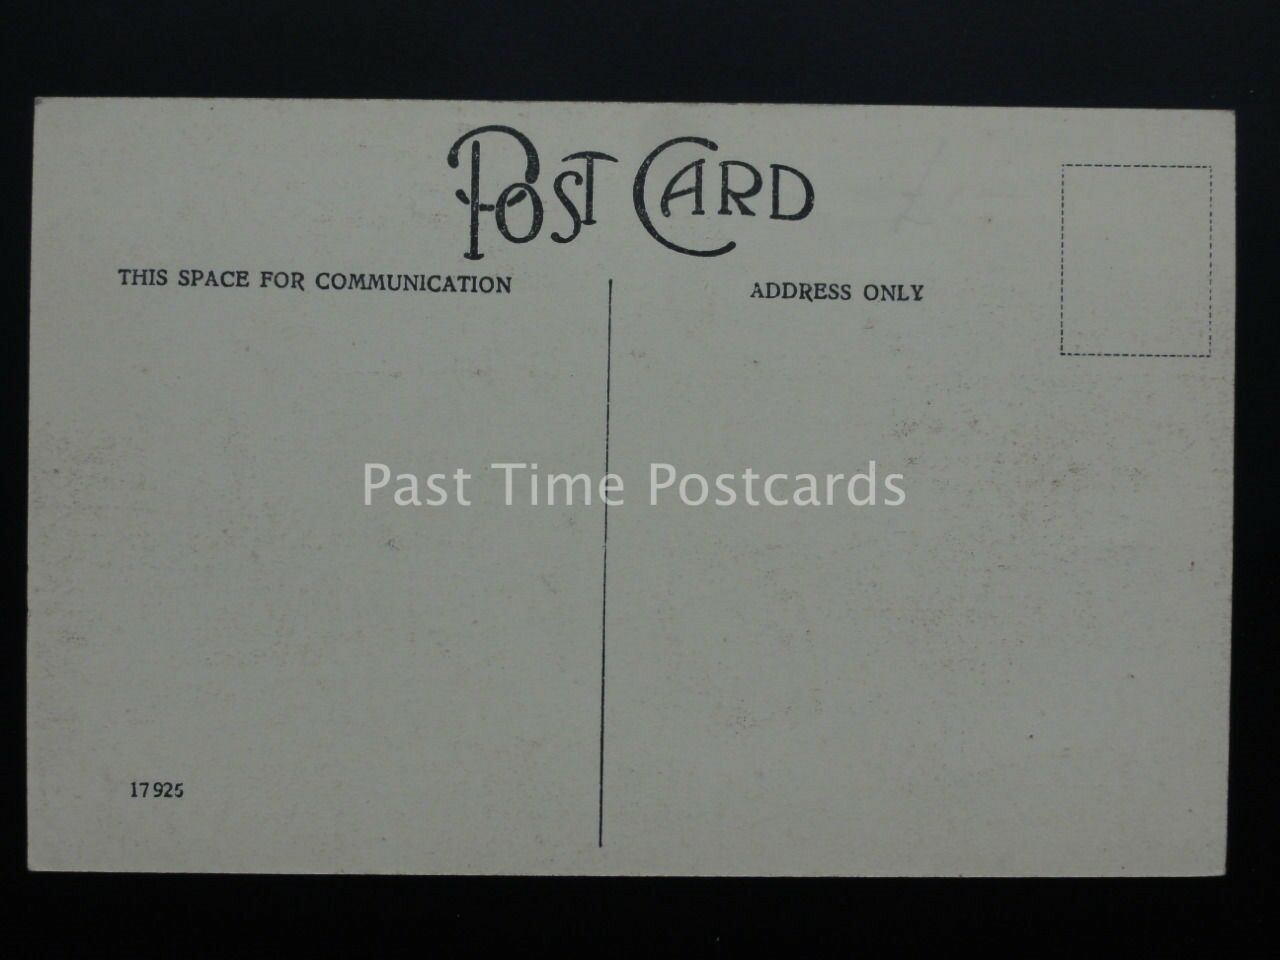 POST CARD
THIS SPACE FOR COMMUNICATION
ADDRESS ONLY
Past Time Postcards
17925